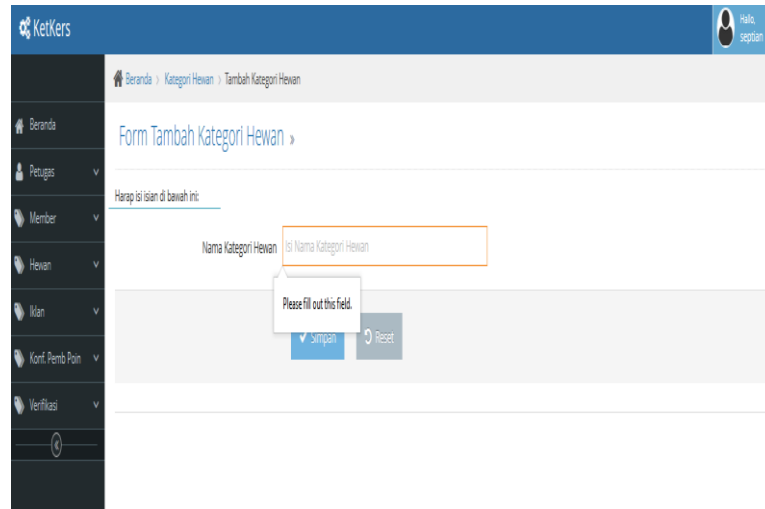 KetKers
Hallo,
septian
Beranda > Kategori Hewan > Tambah Kategori Hewan
Beranda
Petugas
Member
Hewan
Iklan
Konf. Pemb Poin
Verifikasi
Form Tambah Kategori Hewan »
Harap isi isian di bawah ini:
Nama Kategori Hewan
Isi Nama Kategori Hewan
Please fill out this field.
Simpan
Reset